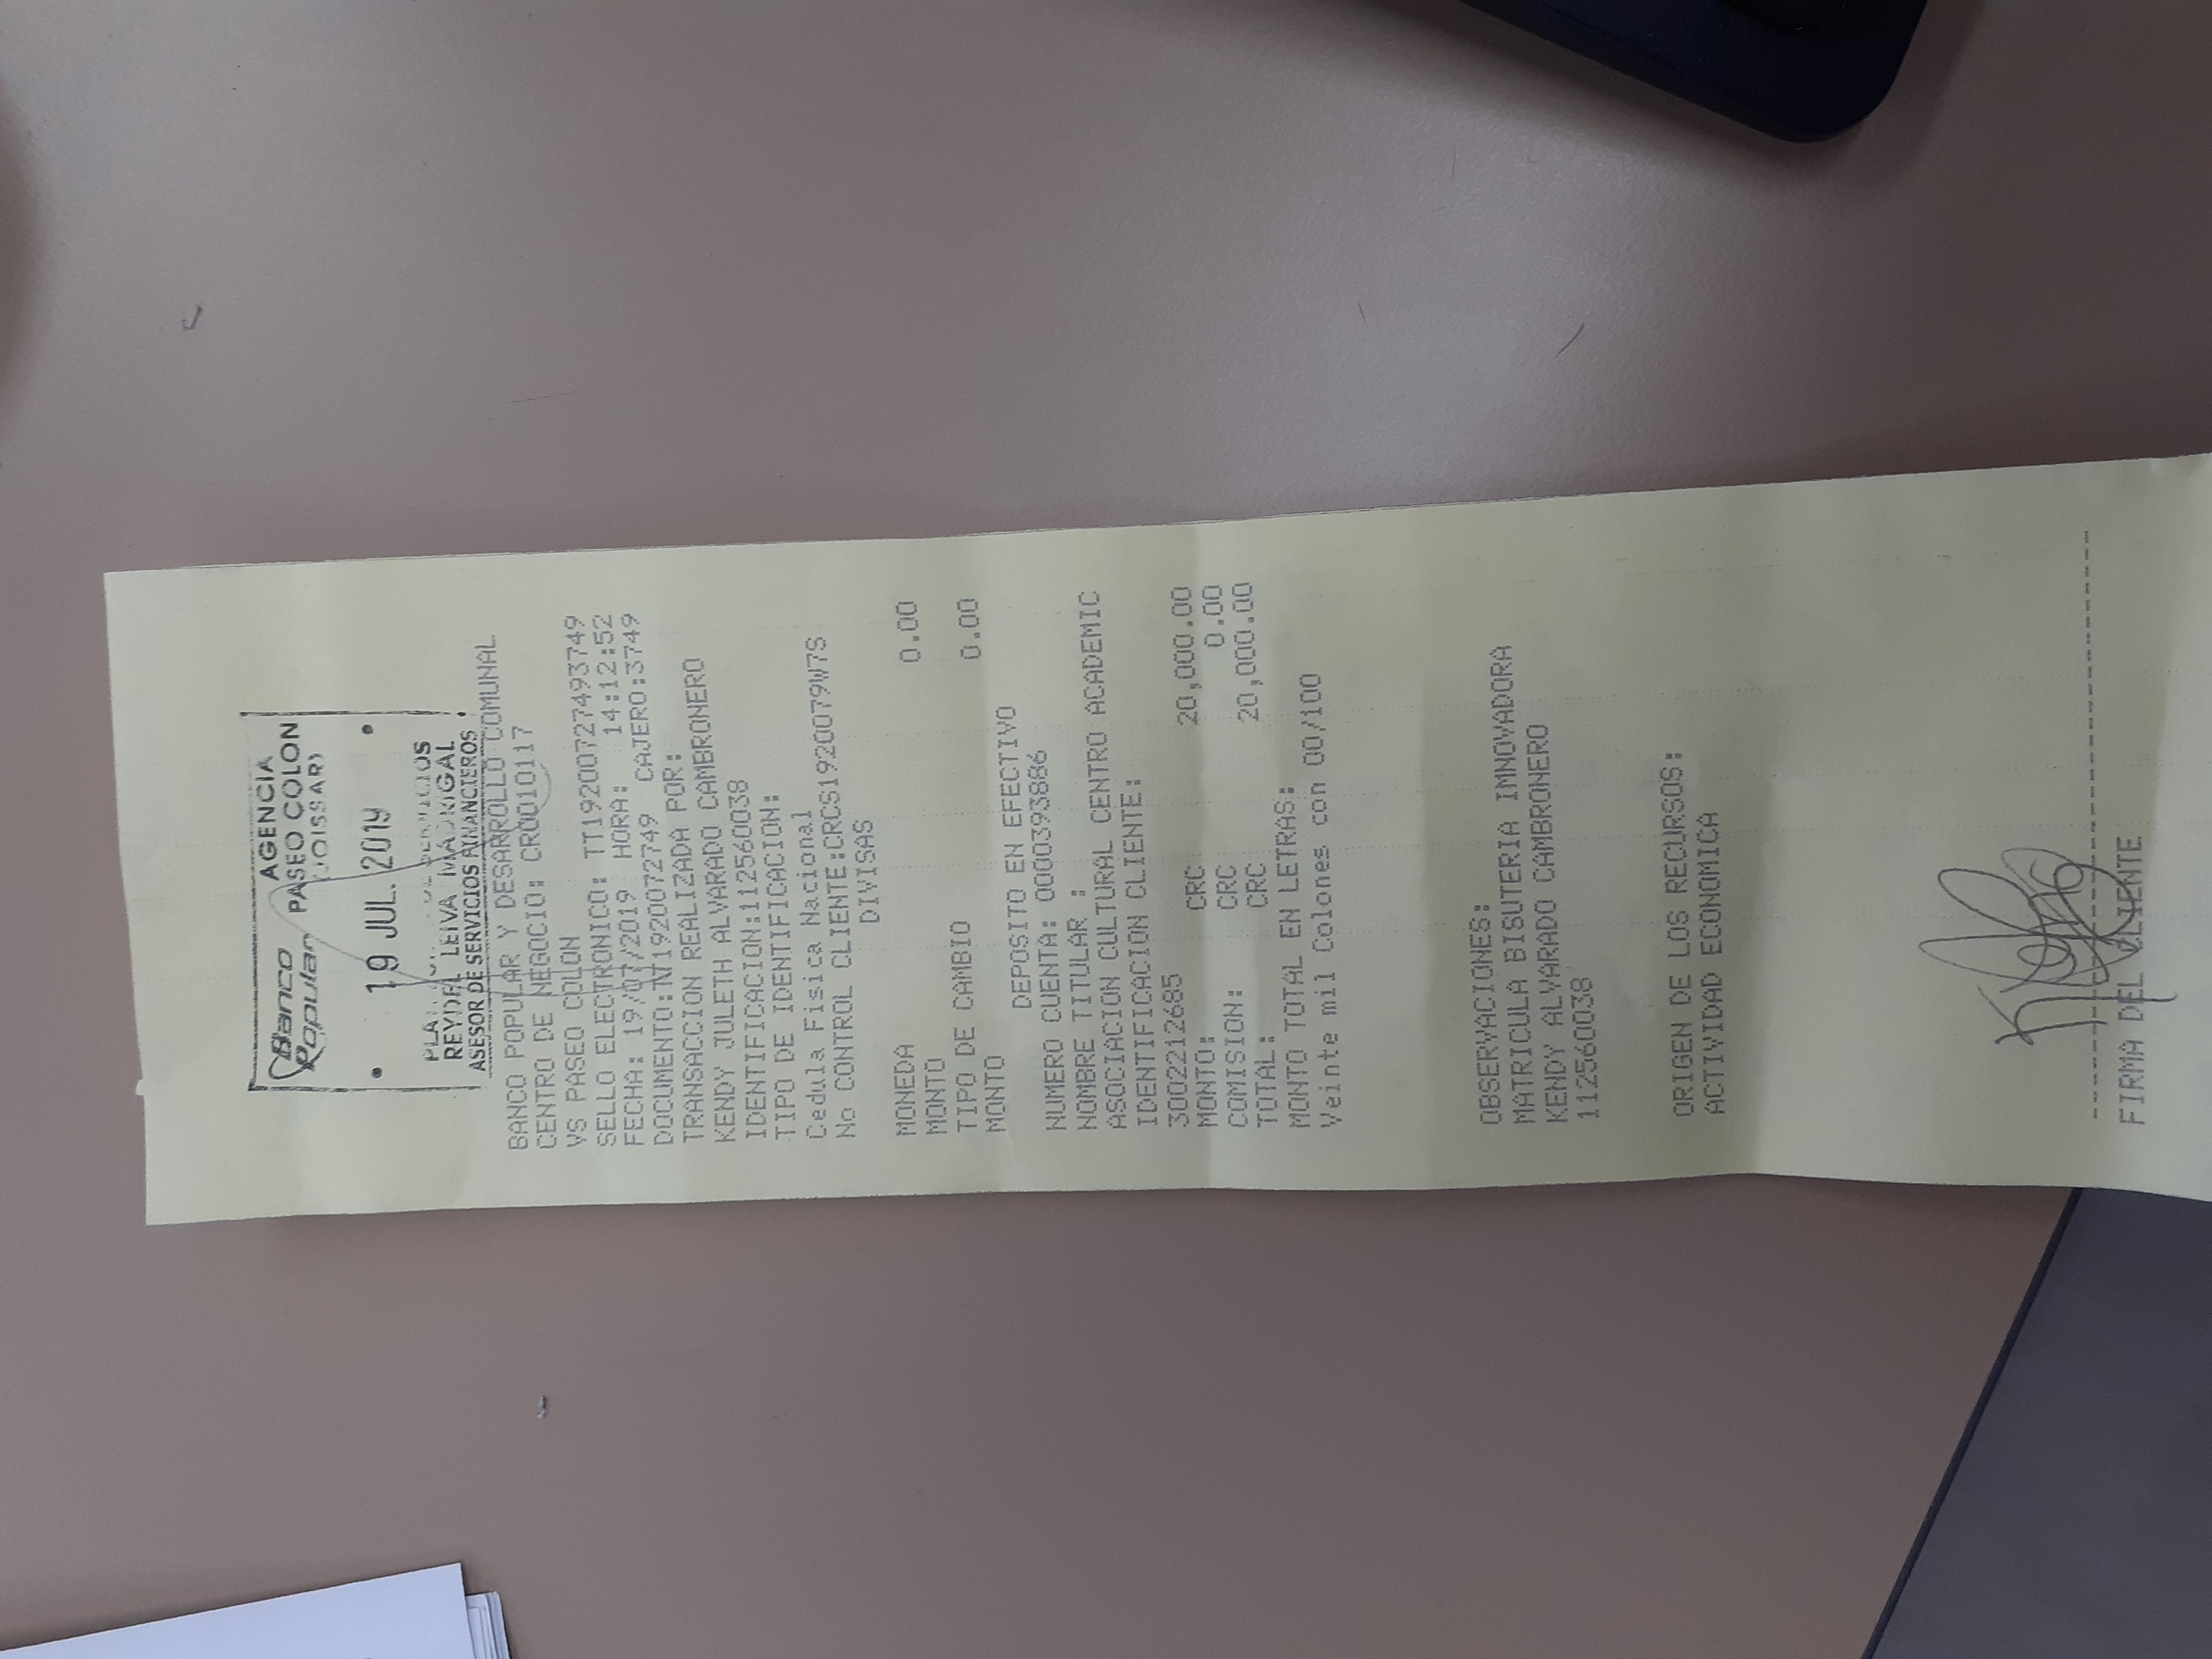 Banco Popular
AGENCIA
PASEO COLON
(JOISSAR)
19 JUL. 2019
DE SERVICIOS
REYDEL LEIVA MADRIGAL
ASESOR DE SERVICIOS FINANCIEROS
BANCO POPULAR Y DESARROLLO COMUNAL
CENTRO DE NEGOCIO: CR0010117
VS PASEO COLON
SELLO ELECTRONICO: TT19200727493749
FECHA: 19/07/2019 HORA: 14:12:52
DOCUMENTO:TT1920072749 CAJERO:3749
TRANSACCION REALIZADA POR:
KENDY JULETH ALVARADO CAMBRONERO
IDENTIFICACION:112560038
TIPO DE IDENTIFICACION:
Cedula Fisica Nacional
No CONTROL CLIENTE:CRCS1920079W7S
DIVISAS
MONEDA
MONTO 0.00
TIPO DE CAMBIO
MONTO 0.00
DEPOSITO EN EFECTIVO
NUMERO CUENTA: 0000393886
NOMBRE TITULAR :
ASOCIACION CULTURAL CENTRO ACADEMIC
IDENTIFICACION CLIENTE:
3002212685
MONTO: CRC 20,000.00
COMISION: CRC 0.00
TOTAL: CRC 20,000.00
MONTO TOTAL EN LETRAS:
Veinte mil Colones con 00/100
OBSERVACIONES:
MATRICULA BISUTERIA IMNOVADORA
KENDY ALVARADO CAMBRONERO
112560038
ORIGEN DE LOS RECURSOS:
ACTIVIDAD ECONOMICA
FIRMA DEL CLIENTE